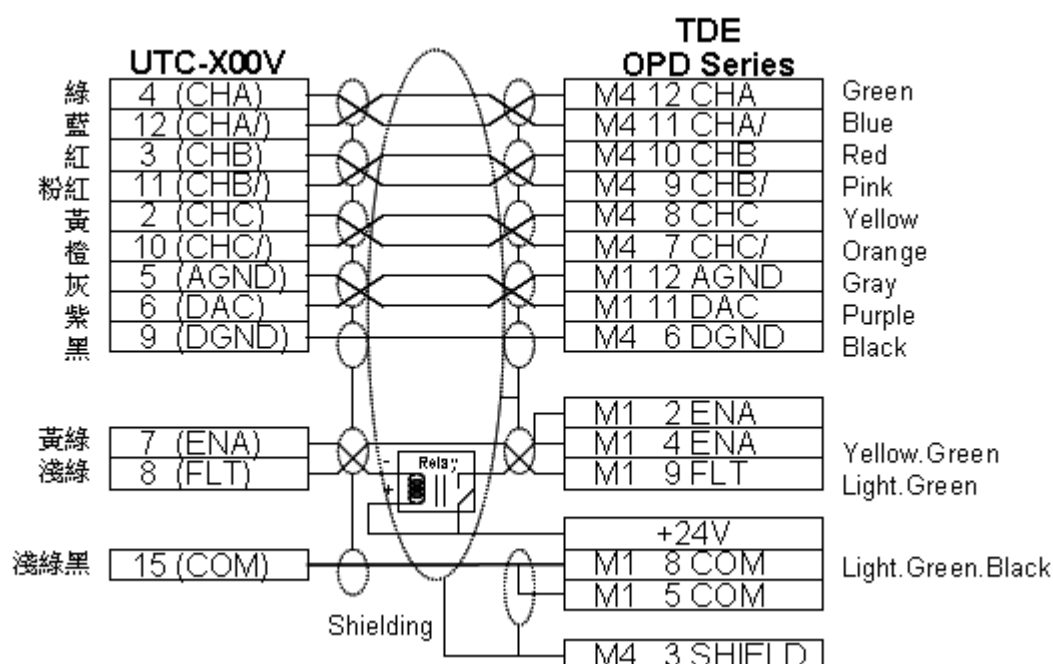 TDE
UTC-X00V OPD Series
綠 4 (CHA) M4 12 CHA Green
藍 12 (CHA/) M4 11 CHA/ Blue
紅 3 (CHB) M4 10 CHB Red
粉紅 11 (CHB/) M4 9 CHB/ Pink
黃 2 (CHC) M4 8 CHC Yellow
橙 10 (CHC/) M4 7 CHC/ Orange
灰 5 (AGND) M1 12 AGND Gray
紫 6 (DAC) M1 11 DAC Purple
黑 9 (DGND) M4 6 DGND Black
M1 2 ENA
黃綠 7 (ENA) M1 4 ENA Yellow.Green
淺綠 8 (FLT) - Relay M1 9 FLT Light.Green
+
+24V
淺綠黑 15 (COM) M1 8 COM Light.Green.Black
M1 5 COM
Shielding
M4 3 SHIELD